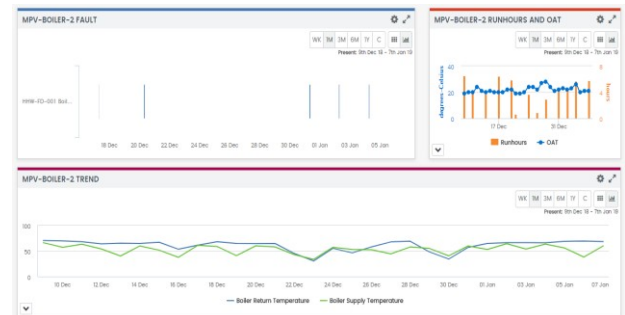 MPV-BOILER-2 FAULT
WK 1M 3M 6M 1Y C
Present: 9th Dec 18 - 7th Jan 19
18 Dec 20 Dec 22 Dec 24 Dec 26 Dec 28 Dec 30 Dec 01 Jan 03 Jan 05 Jan
MPV-BOILER-2 RUNHOURS AND OAT
WK 1M 3M 6M 1Y C
Present: 9th Dec 18 - 7th Jan 19
degrees-Celsius
40
20
0
8
4
0
hours
17 Dec 31 Dec
Runhours OAT
MPV-BOILER-2 TREND
WK 1M 3M 6M 1Y C
Present: 9th Dec 18 - 7th Jan 19
100
50
0
10 Dec 12 Dec 14 Dec 16 Dec 18 Dec 20 Dec 22 Dec 24 Dec 26 Dec 28 Dec 30 Dec 01 Jan 03 Jan 05 Jan 07 Jan
Boiler Return Temperature Boiler Supply Temperature